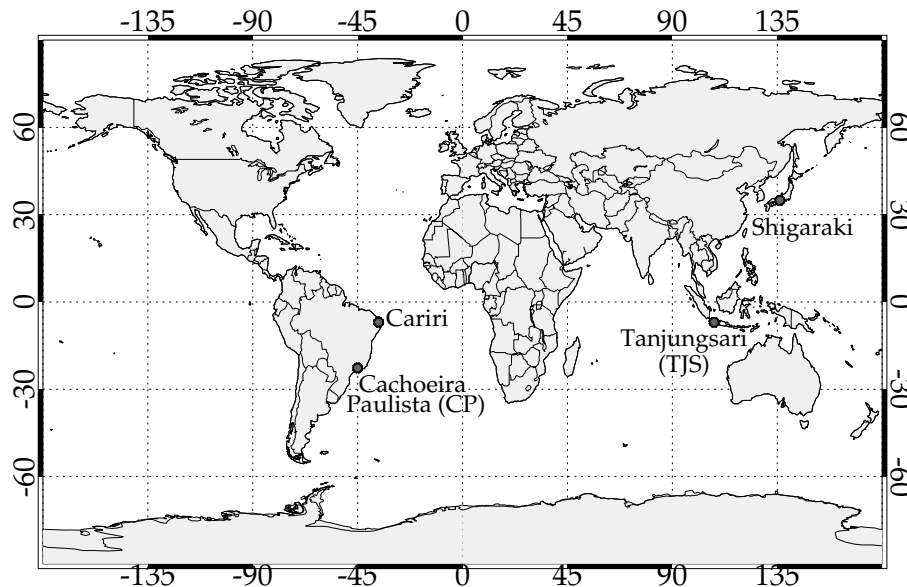 -135 -90 -45 0 45 90 135
60 60
30 30
Shigaraki
0 0
Cariri
Tanjungsari
(TJS)
-30 -30
Cachoeira
Paulista (CP)
-60 -60
-135 -90 -45 0 45 90 135